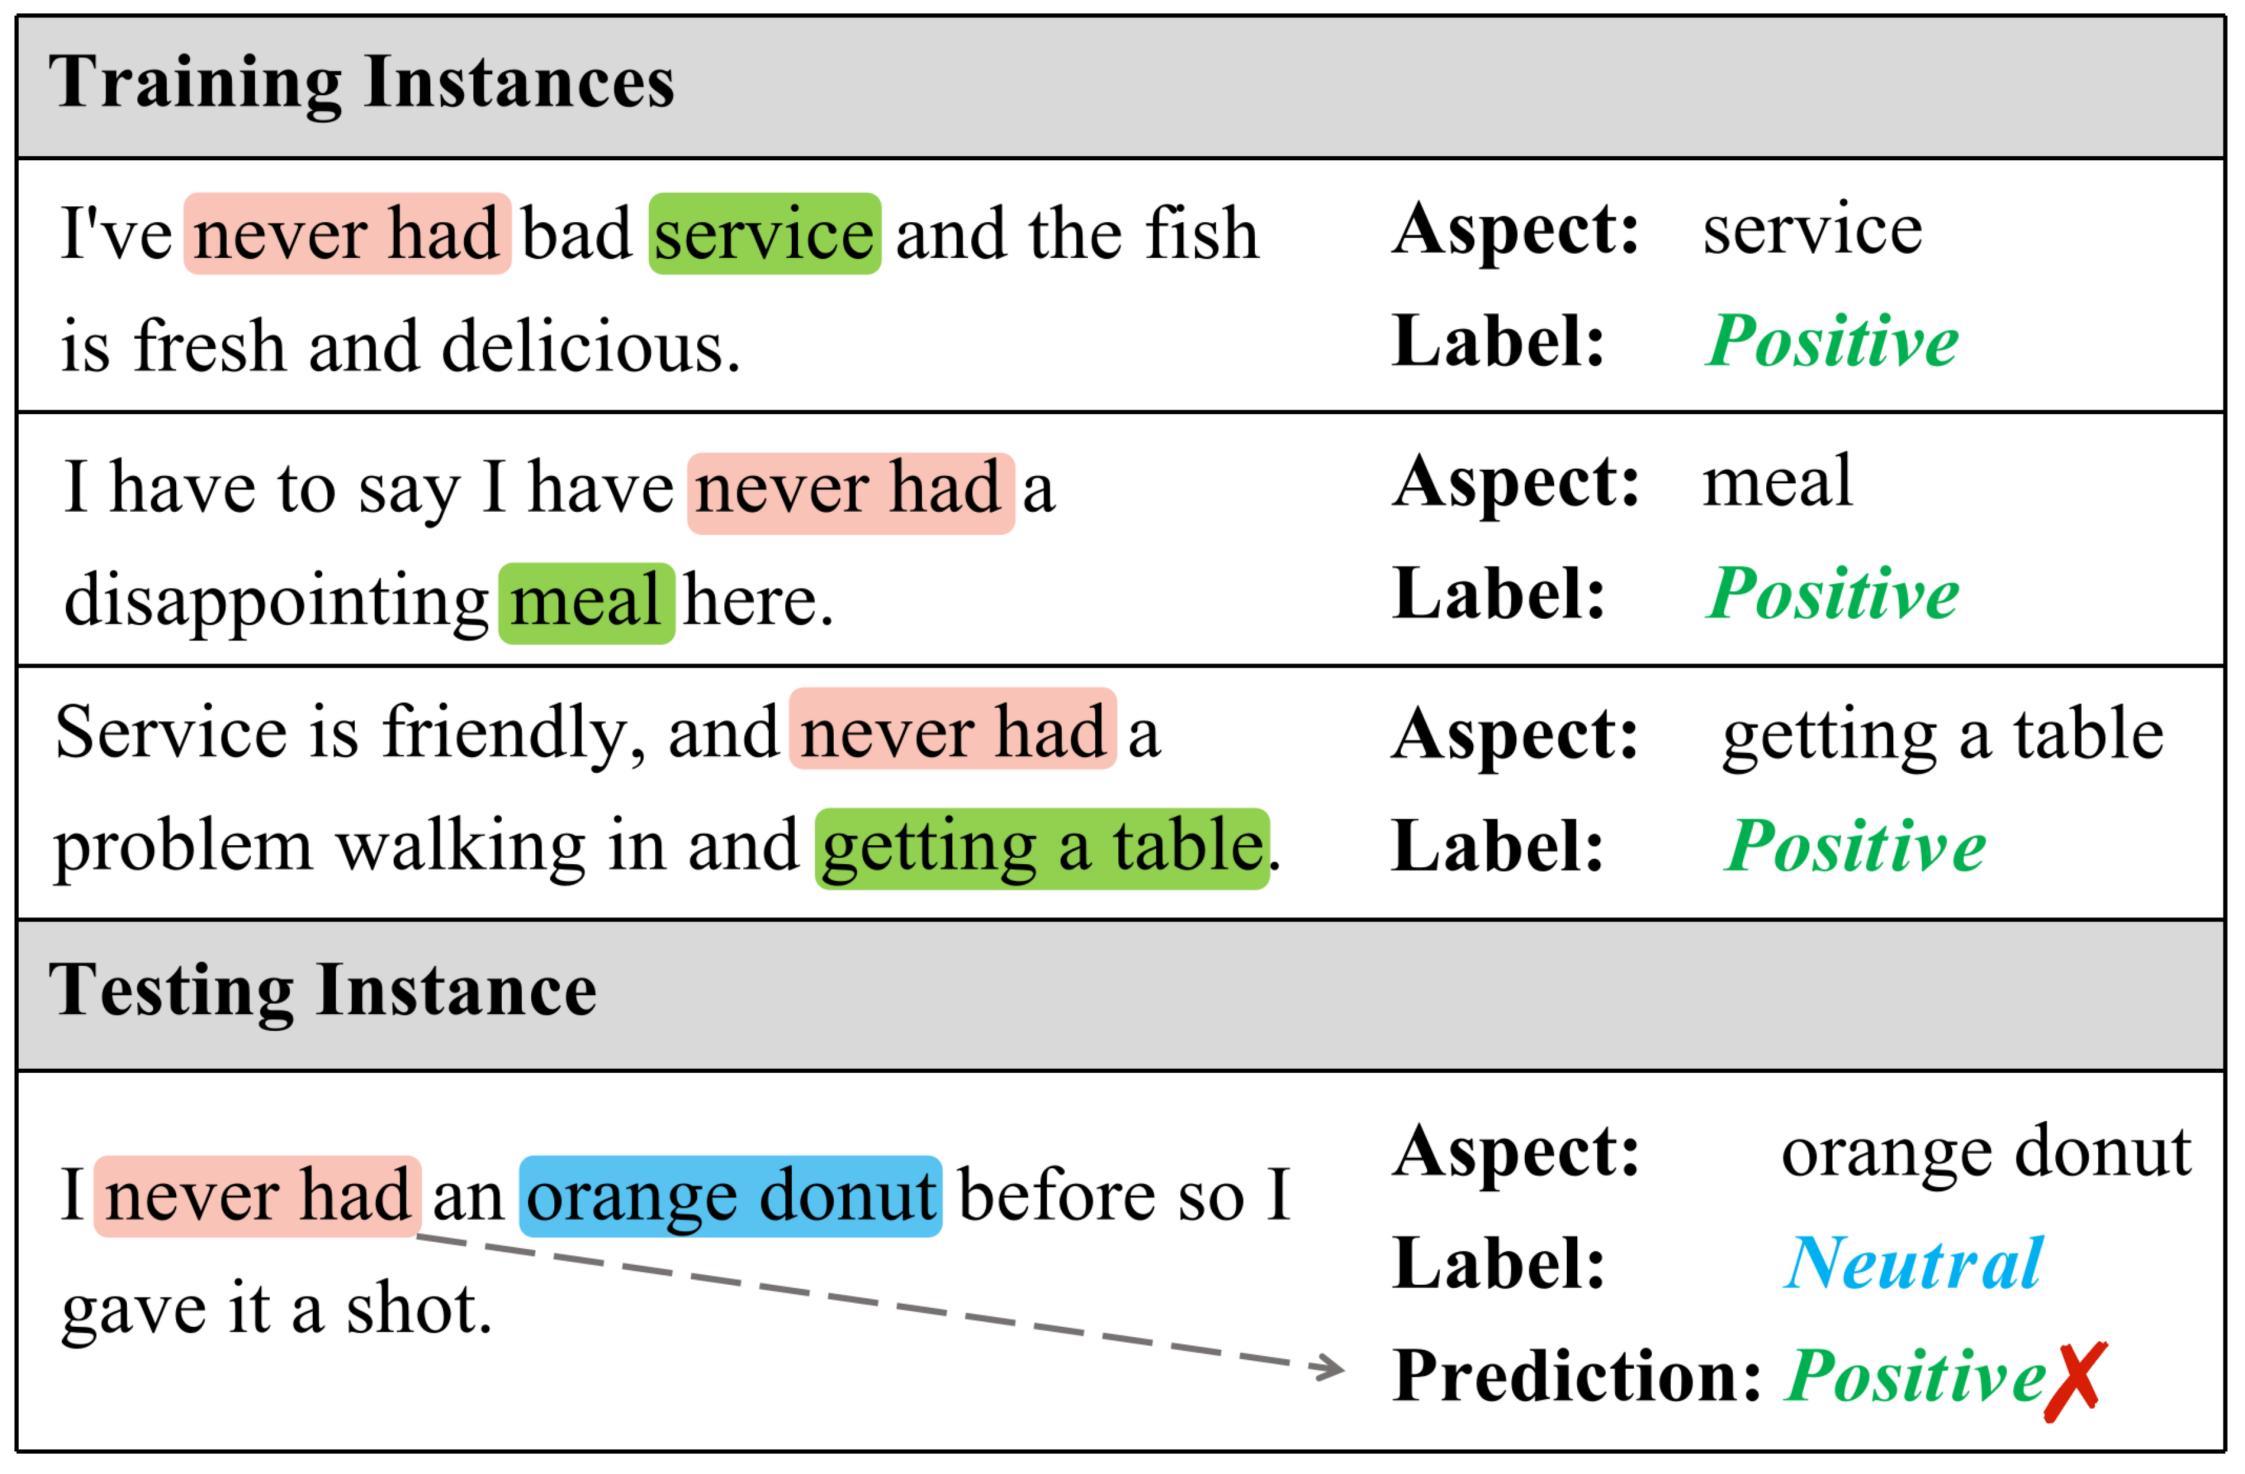 Training Instances
I've never had bad service and the fish
is fresh and delicious.
Aspect: service
Label: Positive
I have to say I have never had a
disappointing meal here.
Aspect: meal
Label: Positive
Service is friendly, and never had a
problem walking in and getting a table.
Aspect: getting a table
Label: Positive
Testing Instance
I never had an orange donut before so I
gave it a shot.
Aspect: orange donut
Label: Neutral
Prediction: Positive✗